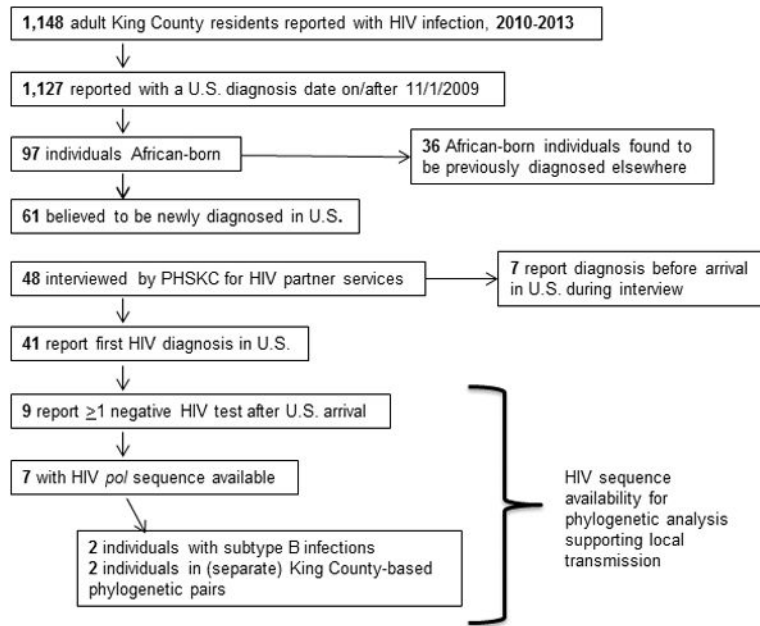 1,148 adult King County residents reported with HIV infection, 2010-2013
1,127 reported with a U.S. diagnosis date on/after 11/1/2009
97 individuals African-born
36 African-born individuals found to
be previously diagnosed elsewhere
61 believed to be newly diagnosed in U.S.
48 interviewed by PHSKC for HIV partner services
7 report diagnosis before arrival
in U.S. during interview
41 report first HIV diagnosis in U.S.
9 report ≥1 negative HIV test after U.S. arrival
7 with HIV pol sequence available
2 individuals with subtype B infections
2 individuals in (separate) King County-based
phylogenetic pairs
HIV sequence
availability for
phylogenetic analysis
supporting local
transmission